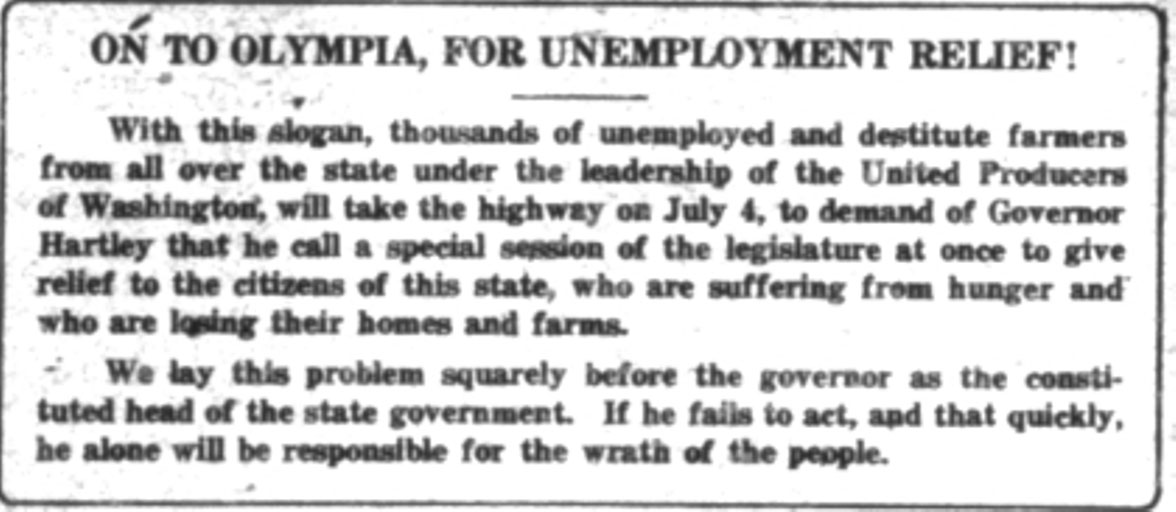 ON TO OLYMPIA, FOR UNEMPLOYMENT RELIEF!
With this slogan, thousands of unemployed and destitute farmers
from all over the state under the leadership of the United Producers
of Washington, will take the highway on July 4, to demand of Governor
Hartley that he call a special session of the legislature at once to give
relief to the citizens of this state, who are suffering from hunger and
who are losing their homes and farms.
We lay this problem squarely before the governor as the consti-
tuted head of the state government. If he fails to act, and that quickly,
he alone will be responsible for the wrath of the people.